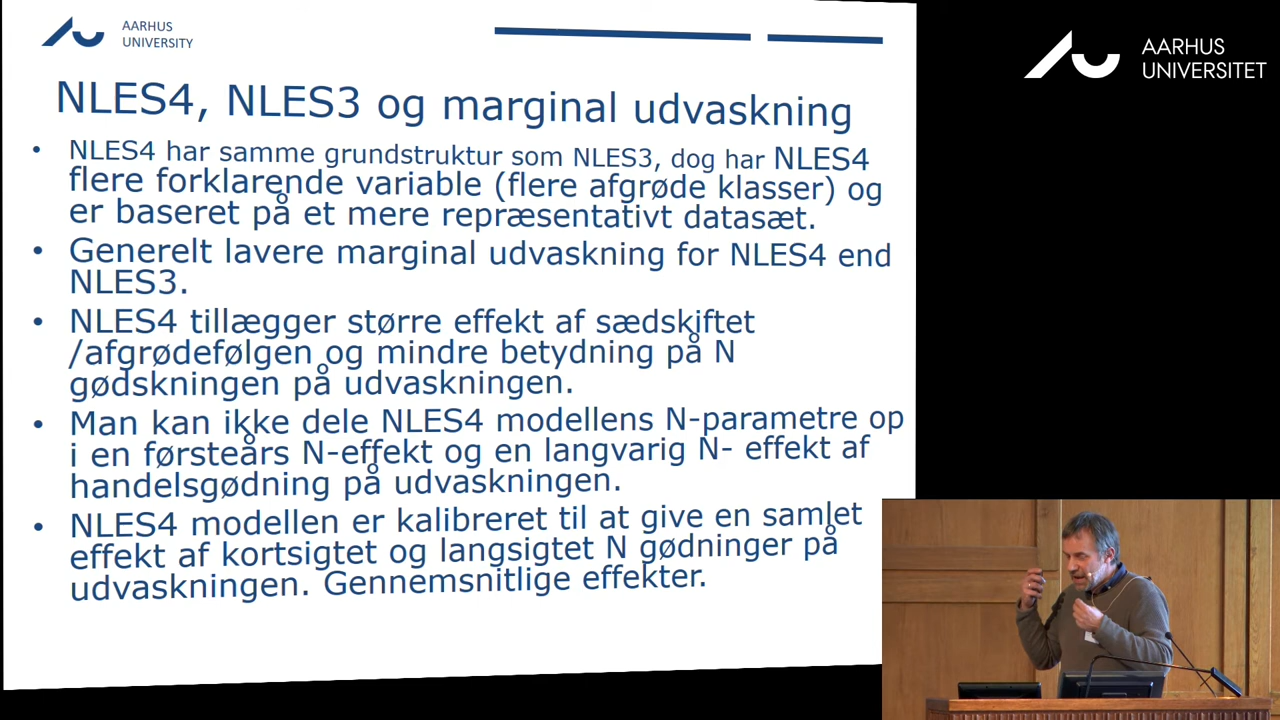 AARHUS
UNIVERSITY
AARHUS
UNIVERSITET
NLES4, NLES3 og marginal udvaskning
• NLES4 har samme grundstruktur som NLES3, dog har NLES4
flere forklarende variable (flere afgrøde klasser) og
er baseret på et mere repræsentativt datasæt.
• Generelt lavere marginal udvaskning for NLES4 end
NLES3.
• NLES4 tillægger større effekt af sædskiftet
/afgrødefølgen og mindre betydning på N
gødskningen på udvaskningen.
• Man kan ikke dele NLES4 modellens N-parametre op
i en førsteårs N-effekt og en langvarig N- effekt af
handelsgødning på udvaskningen.
• NLES4 modellen er kalibreret til at give en samlet
effekt af kortsigtet og langsigtet N gødninger på
udvaskningen. Gennemsnitlige effekter.